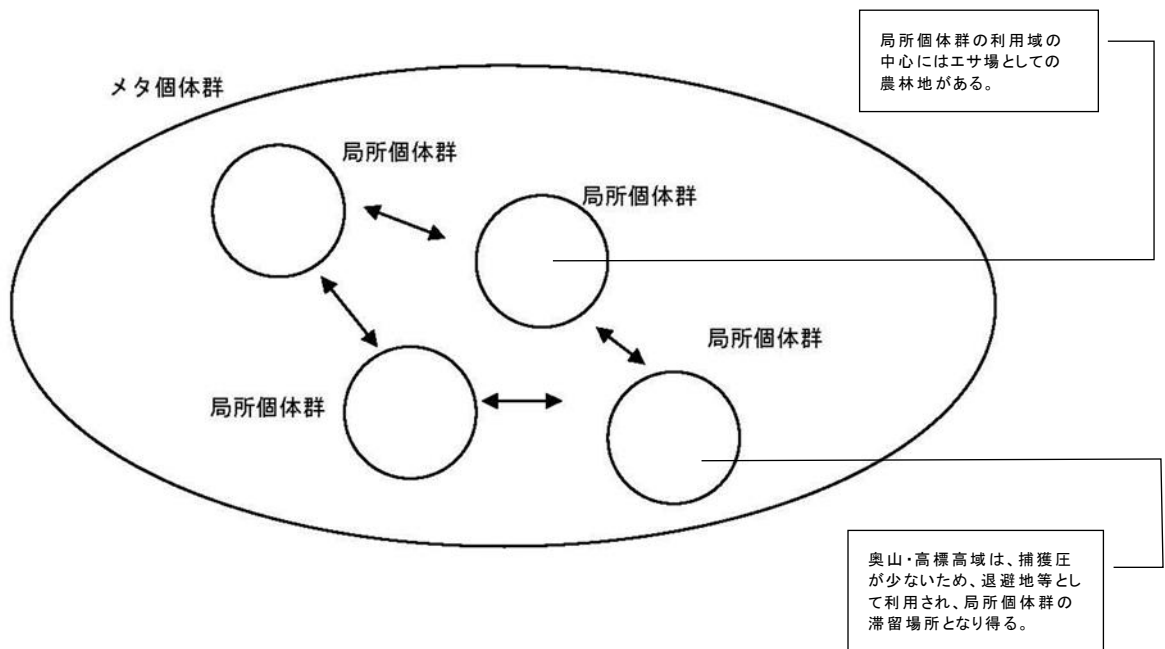 局所個体群の利用域の
中心にはエサ場としての
農林地がある。
メタ個体群
局所個体群
局所個体群
局所個体群
局所個体群
奥山・高標高域は、捕獲圧
が少ないため、退避地等とし
て利用され、局所個体群の
滞留場所となり得る。